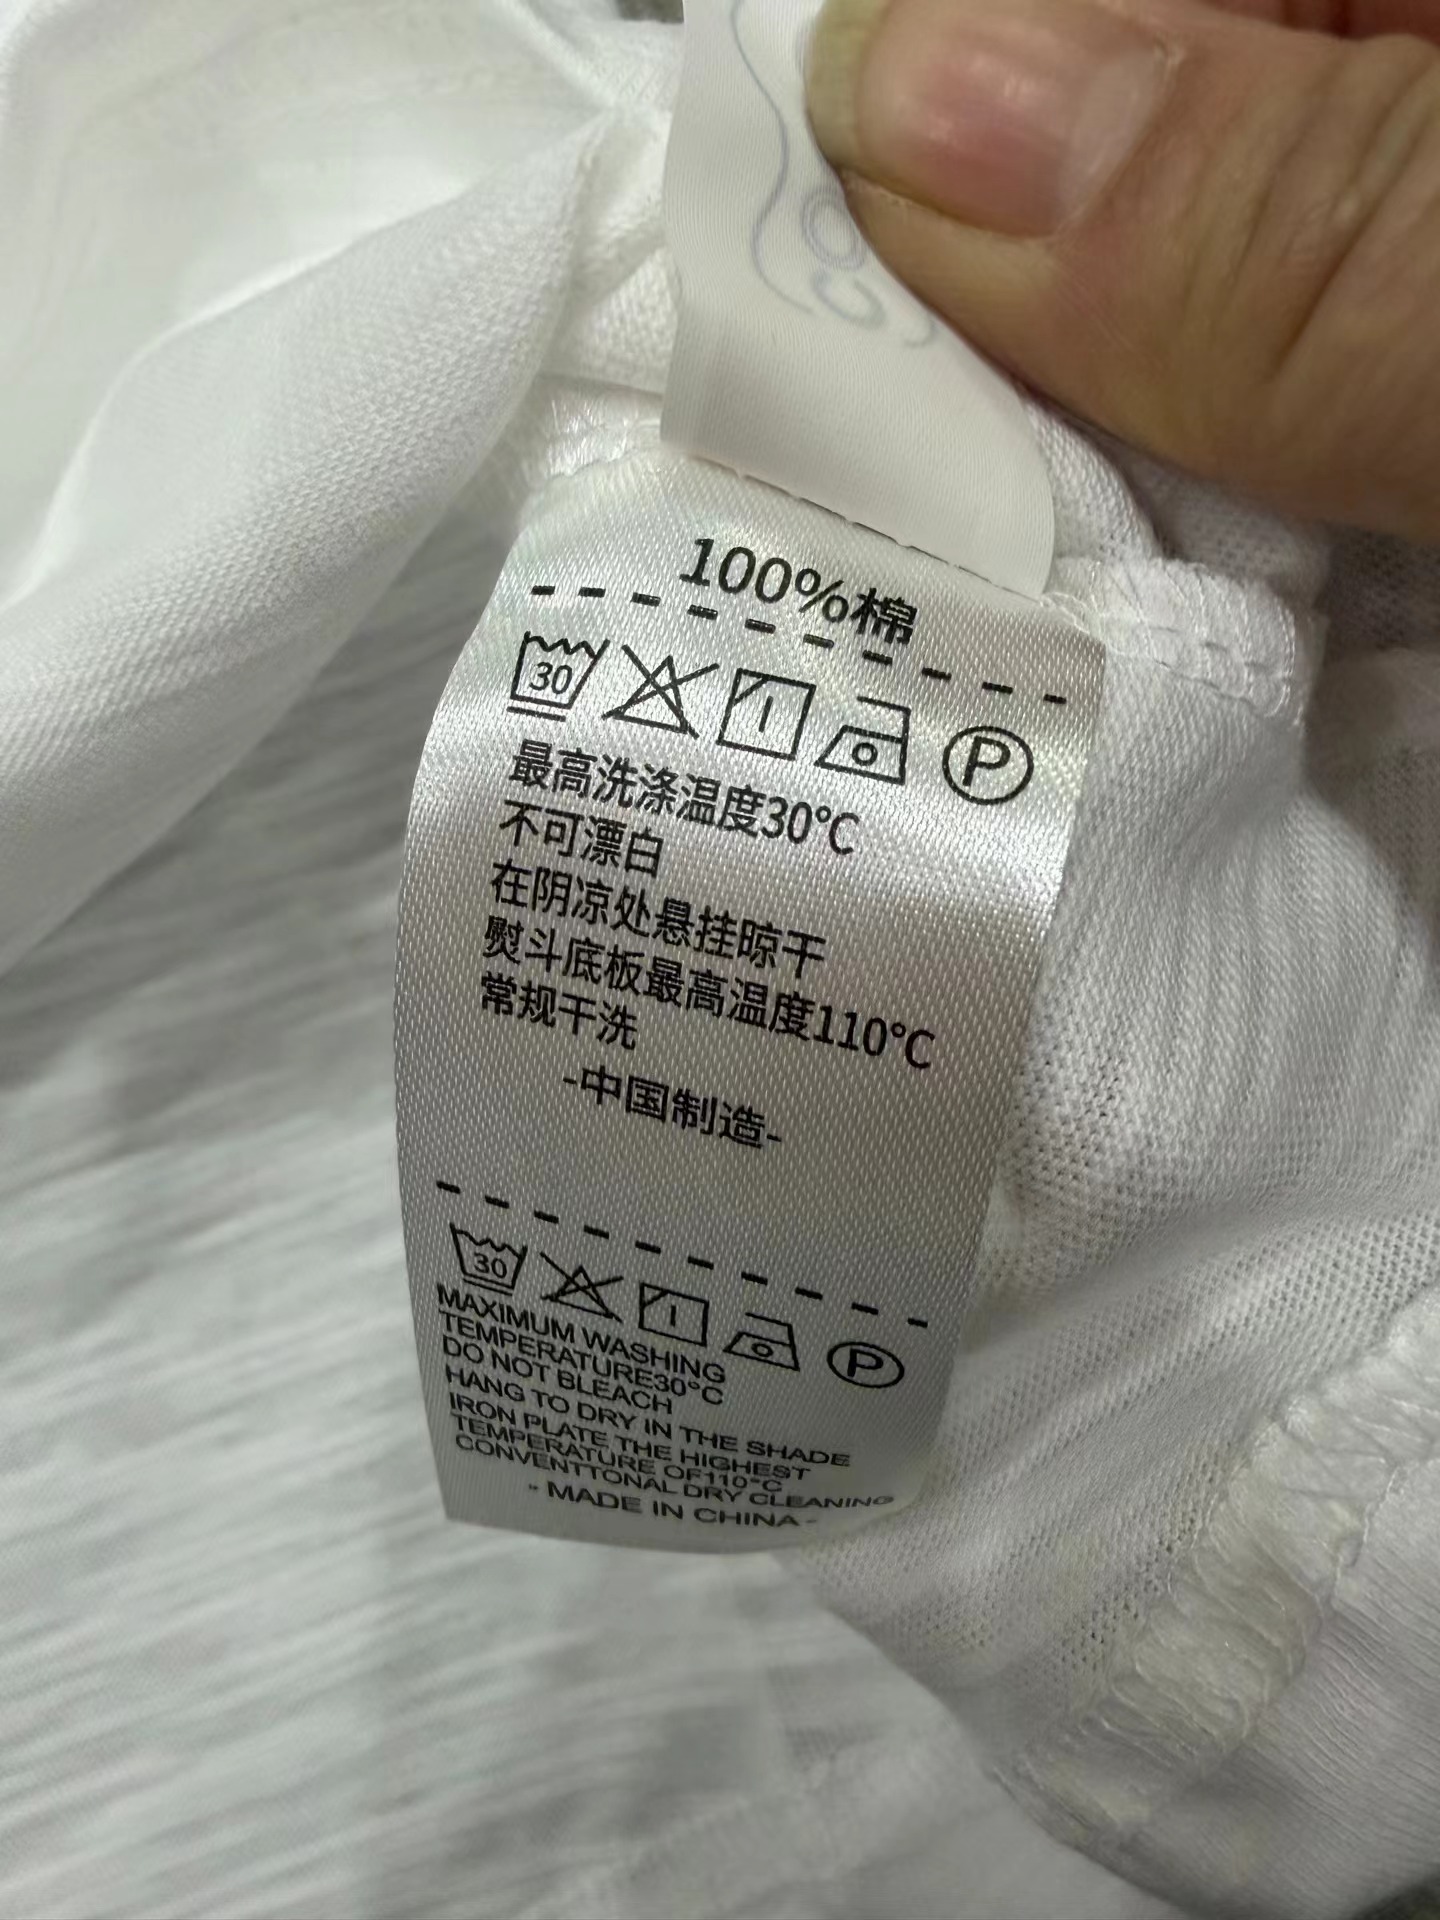 100%棉
30 P
最高洗涤温度30℃
不可漂白
在阴凉处悬挂晾干
熨斗底板最高温度110℃
常规干洗
-中国制造-
30 P
MAXIMUM WASHING
TEMPERATURE30°C
DO NOT BLEACH
HANG TO DRY IN THE SHADE
IRON PLATE THE HIGHEST
TEMPERATURE OF110°C
CONVENTTONAL DRY CLEANING
- MADE IN CHINA -